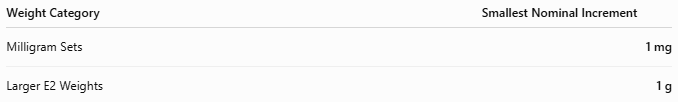 Weight Category Smallest Nominal Increment
Milligram Sets 1 mg
Larger E2 Weights 1 g